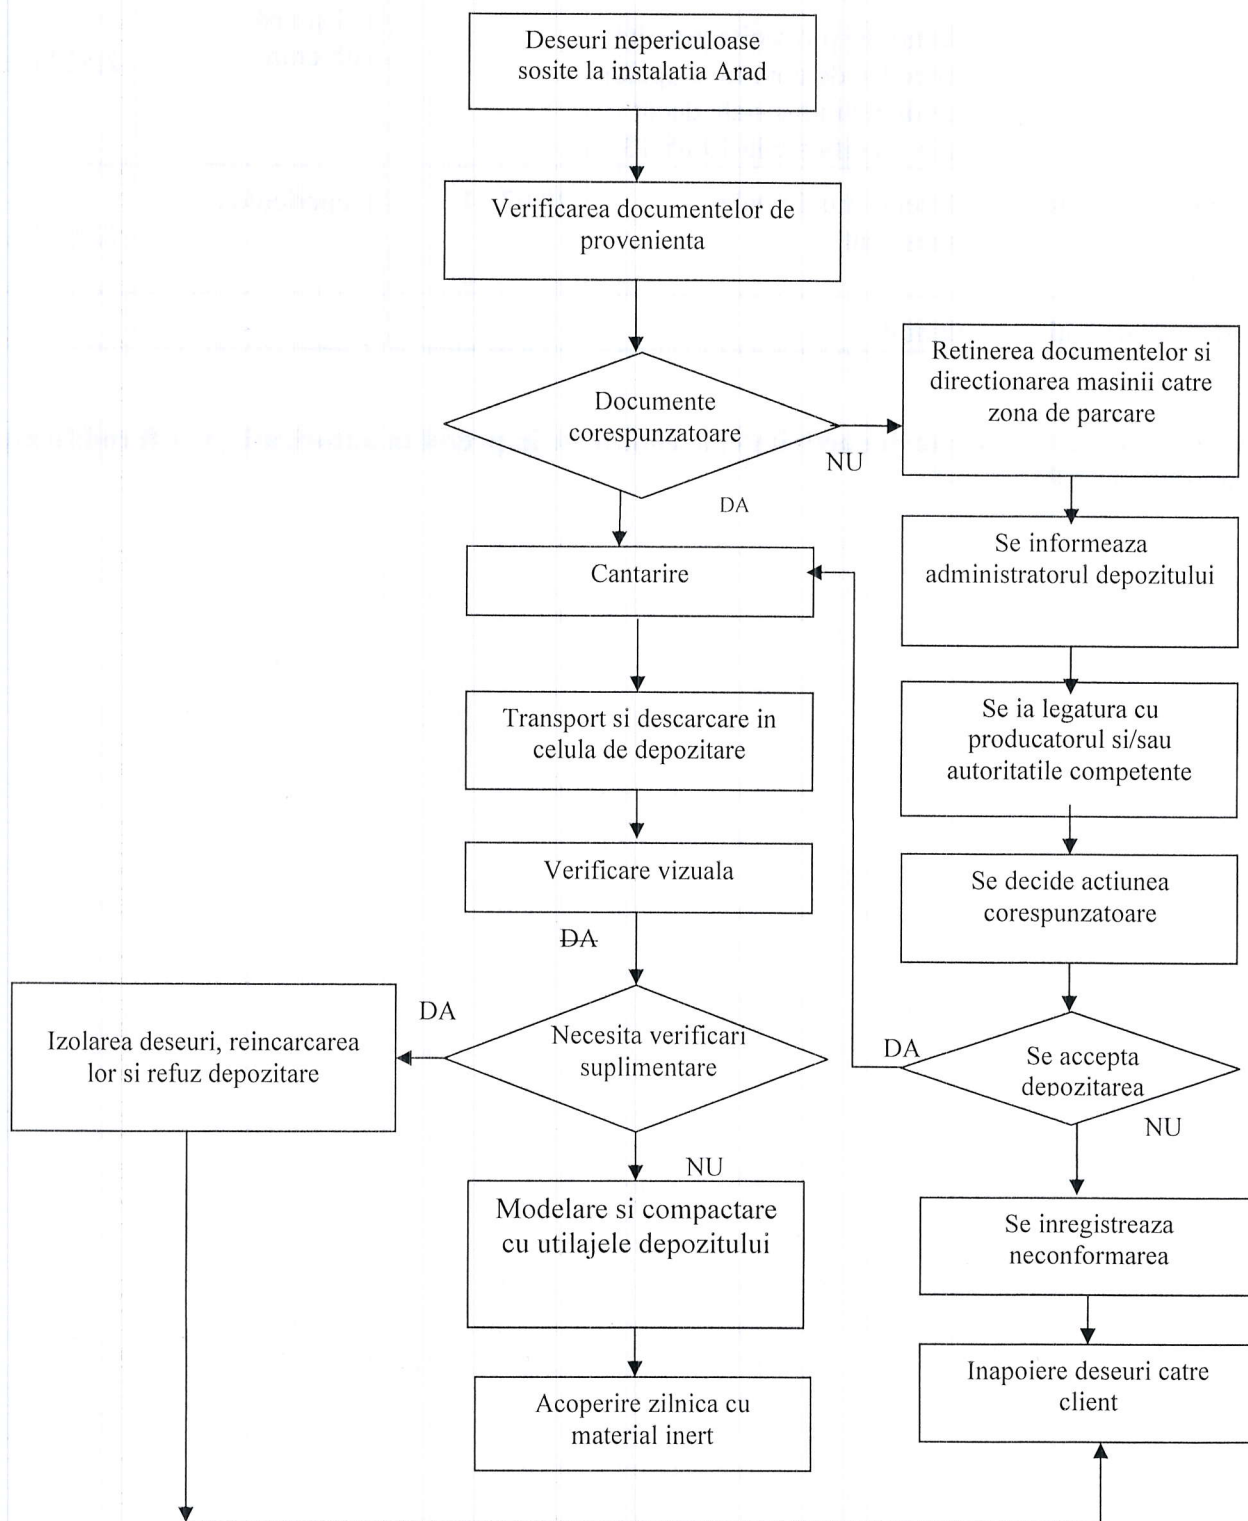 Deseuri nepericuloase
sosite la instalatia Arad
Verificarea documentelor de
provenienta
Documente
corespunzatoare
NU
DA
Retinerea documentelor si
directionarea masinii catre
zona de parcare
Se informeaza
administratorul depozitului
Cantarire
Transport si descarcare in
celula de depozitare
Se ia legatura cu
producatorul si/sau
autoritatile competente
Verificare vizuala
DA
Se decide actiunea
corespunzatoare
Necesita verificari
suplimentare
DA
Izolarea deseuri, reincarcarea
lor si refuz depozitare
NU
Se accepta
depozitarea
DA
NU
Modelare si compactare
cu utilajele depozitului
Se inregistreaza
neconformarea
Acoperire zilnica cu
material inert
Inapoiere deseuri catre
client